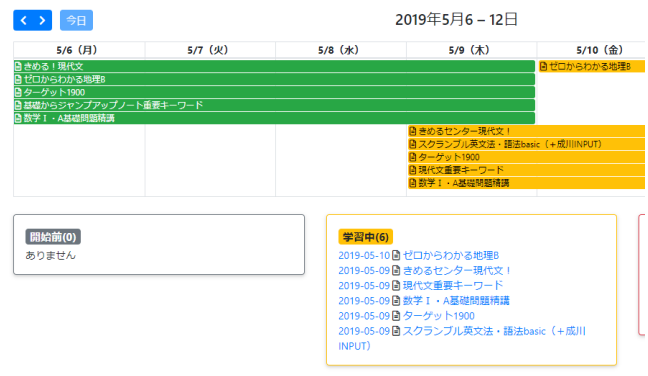 今日
2019年5月6 – 12日
5/6（月） 5/7（火） 5/8（水） 5/9（木） 5/10（金）
きめる！現代文
ゼロからわかる地理B
ゼロからわかる地理B
ターゲット1900
基礎からジャンプアップノート重要キーワード
数学Ⅰ・A基礎問題精講
きめるセンター現代文！
スクランブル英文法・語法basic（＋成川INPUT）
ターゲット1900
現代文重要キーワード
数学Ⅰ・A基礎問題精講
開始前(0)
ありません
学習中(6)
2019-05-10 ゼロからわかる地理B
2019-05-09 きめるセンター現代文！
2019-05-09 現代文重要キーワード
2019-05-09 数学Ⅰ・A基礎問題精講
2019-05-09 ターゲット1900
2019-05-09 スクランブル英文法・語法basic（＋成川
INPUT）